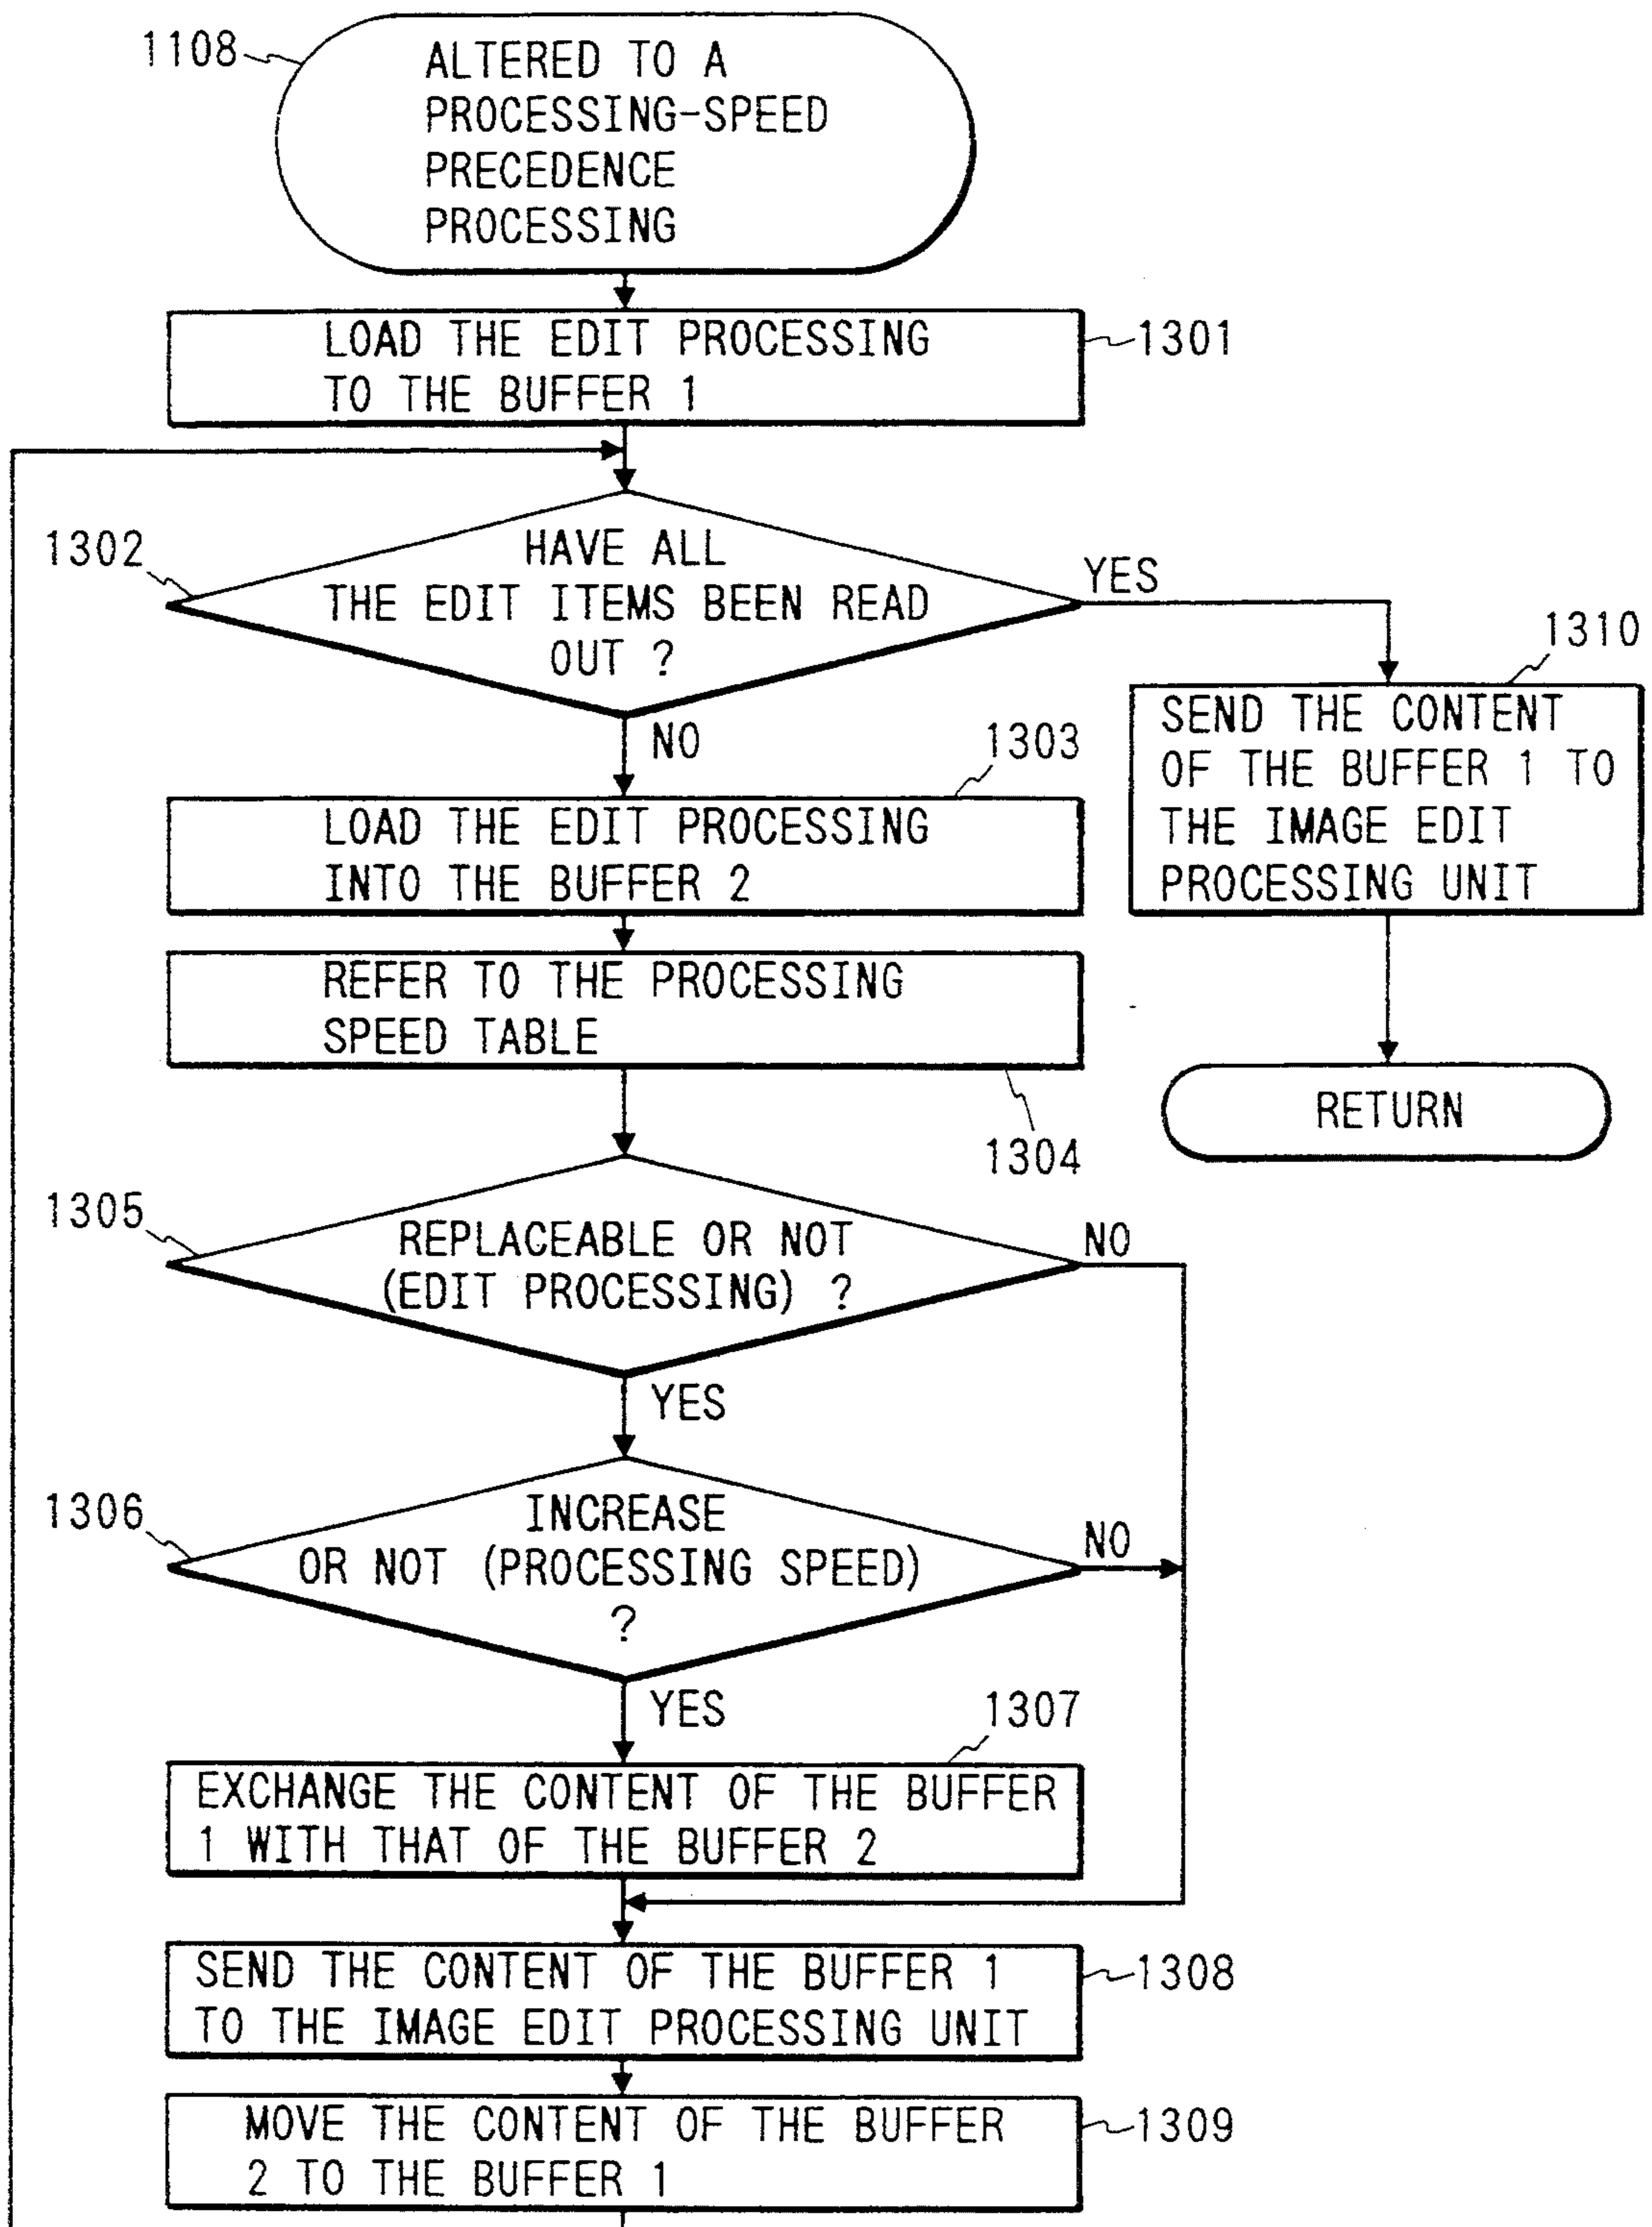 1108
ALTERED TO A
PROCESSING-SPEED
PRECEDENCE
PROCESSING
LOAD THE EDIT PROCESSING
TO THE BUFFER 1
1301
1302
HAVE ALL
THE EDIT ITEMS BEEN READ
OUT ?
YES
NO
1310
SEND THE CONTENT
OF THE BUFFER 1 TO
THE IMAGE EDIT
PROCESSING UNIT
RETURN
1303
LOAD THE EDIT PROCESSING
INTO THE BUFFER 2
REFER TO THE PROCESSING
SPEED TABLE
1304
1305
REPLACEABLE OR NOT
(EDIT PROCESSING) ?
NO
YES
1306
INCREASE
OR NOT (PROCESSING SPEED)
?
NO
YES
1307
EXCHANGE THE CONTENT OF THE BUFFER
1 WITH THAT OF THE BUFFER 2
SEND THE CONTENT OF THE BUFFER 1
TO THE IMAGE EDIT PROCESSING UNIT
1308
MOVE THE CONTENT OF THE BUFFER
2 TO THE BUFFER 1
1309